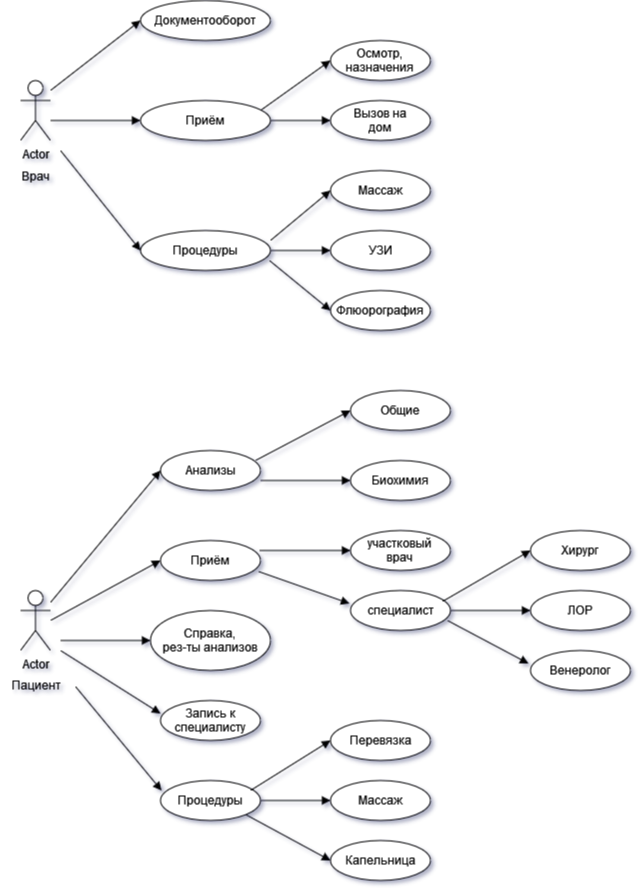 Документооборот
Осмотр,
назначения
Приём
Вызов на
дом
Actor
Врач
Массаж
Процедуры
УЗИ
Флюорография
Общие
Анализы
Биохимия
участковый
врач
Приём
Хирург
специалист
ЛОР
Справка,
рез-ты анализов
Actor
Пациент
Венеролог
Запись к
специалисту
Перевязка
Процедуры
Массаж
Капельница